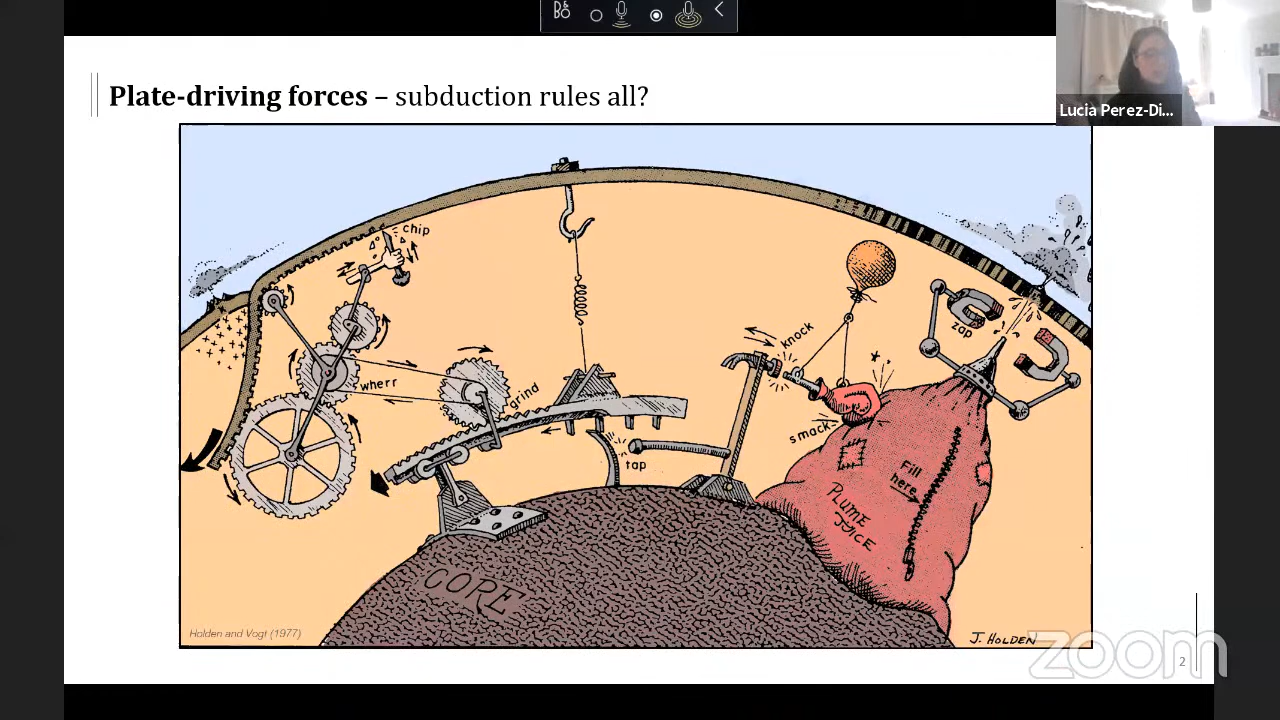 Plate-driving forces – subduction rules all?
Lucia Perez-Di...
chip
knock
zap
wherr
grind
smack
tap
Fill
here
PLUME
JUICE
CORE
Holden and Vogt (1977)
J. HOLDEN
zoom
2